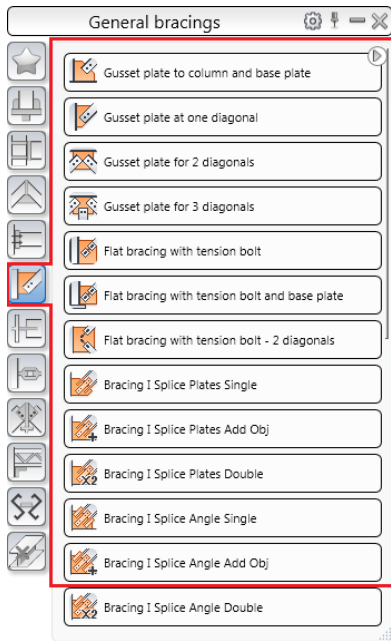 General bracings
Gusset plate to column and base plate
Gusset plate at one diagonal
Gusset plate for 2 diagonals
Gusset plate for 3 diagonals
Flat bracing with tension bolt
Flat bracing with tension bolt and base plate
Flat bracing with tension bolt - 2 diagonals
Bracing I Splice Plates Single
Bracing I Splice Plates Add Obj
X2 Bracing I Splice Plates Double
Bracing I Splice Angle Single
Bracing I Splice Angle Add Obj
X2 Bracing I Splice Angle Double